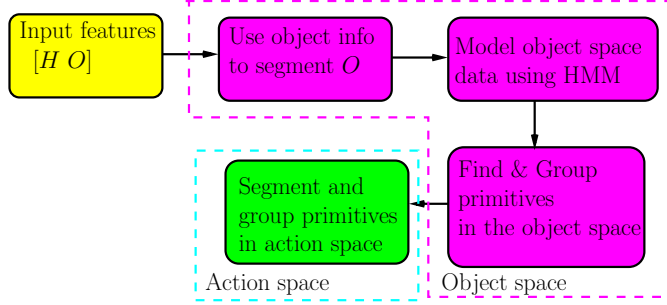 Input features
[H O]
Use object info
to segment O
Model object space
data using HMM
Find & Group
primitives
in the object space
Segment and
group primitives
in action space
Action space
Object space